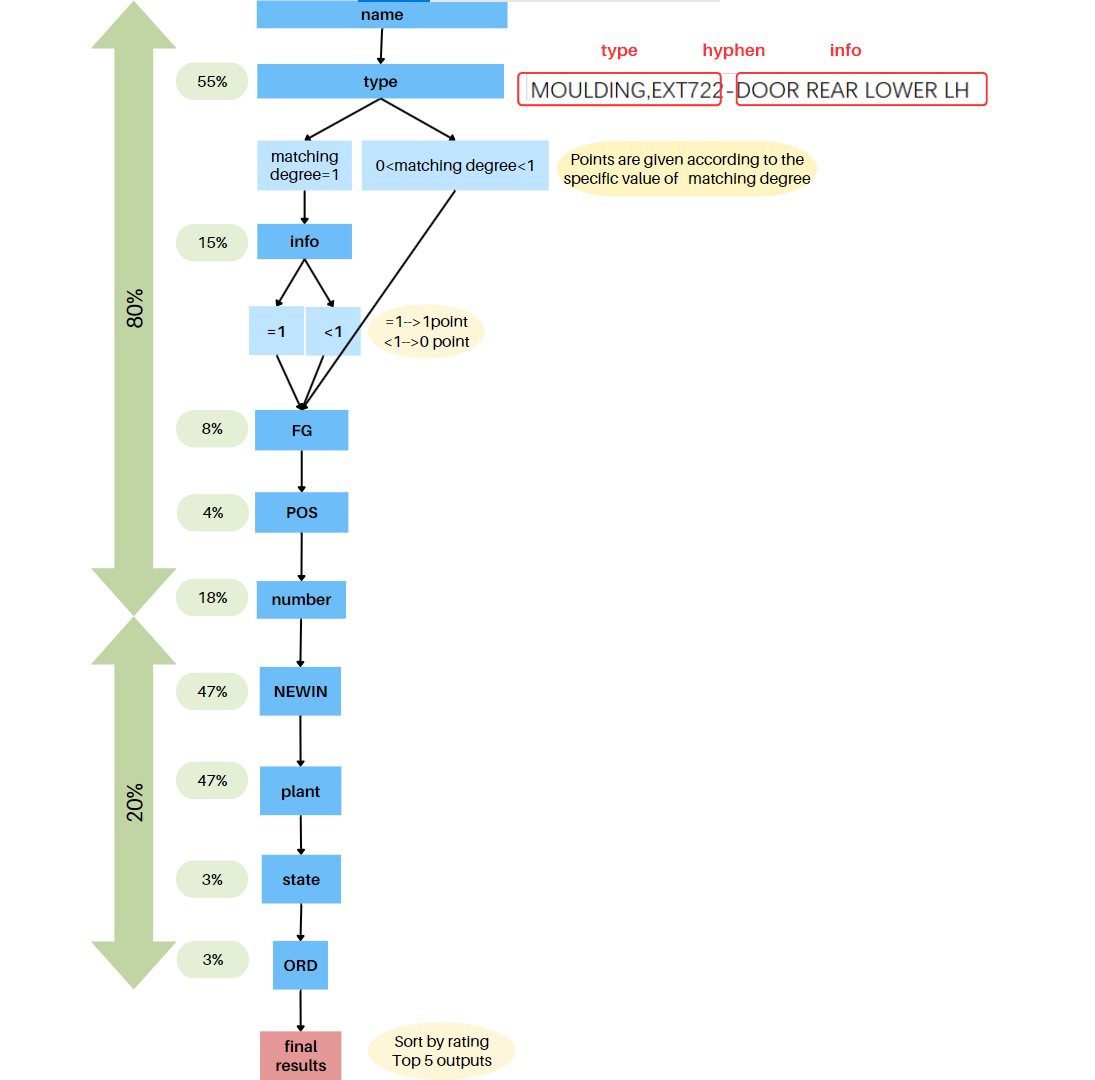 name
type hyphen info
55%
type
MOULDING,EXT722-DOOR REAR LOWER LH
matching
degree=1
0<matching degree<1
Points are given according to the
specific value of matching degree
15%
info
80%
=1
<1
=1-->1point
<1-->0 point
8%
FG
4%
POS
18%
number
47%
NEWIN
47%
plant
20%
3%
state
3%
ORD
final
results
Sort by rating
Top 5 outputs